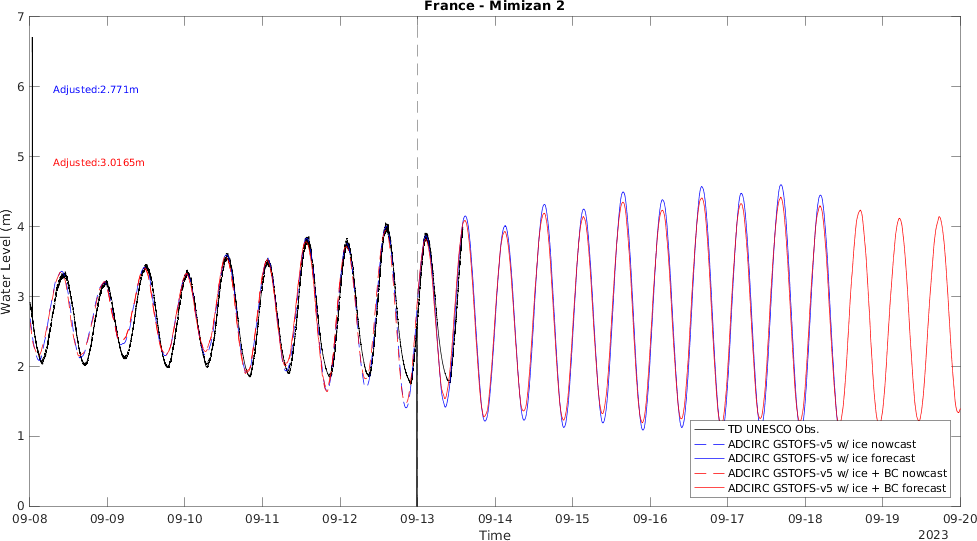 France - Mimizan 2
7
6
5
4
3
2
1
0
Water Level (m)
Adjusted:2.771m
Adjusted:3.0165m
TD UNESCO Obs.
ADCIRC GSTOFS-v5 w/ ice nowcast
ADCIRC GSTOFS-v5 w/ ice forecast
ADCIRC GSTOFS-v5 w/ ice + BC nowcast
ADCIRC GSTOFS-v5 w/ ice + BC forecast
09-08 09-09 09-10 09-11 09-12 09-13 09-14 09-15 09-16 09-17 09-18 09-19 09-20
Time
2023